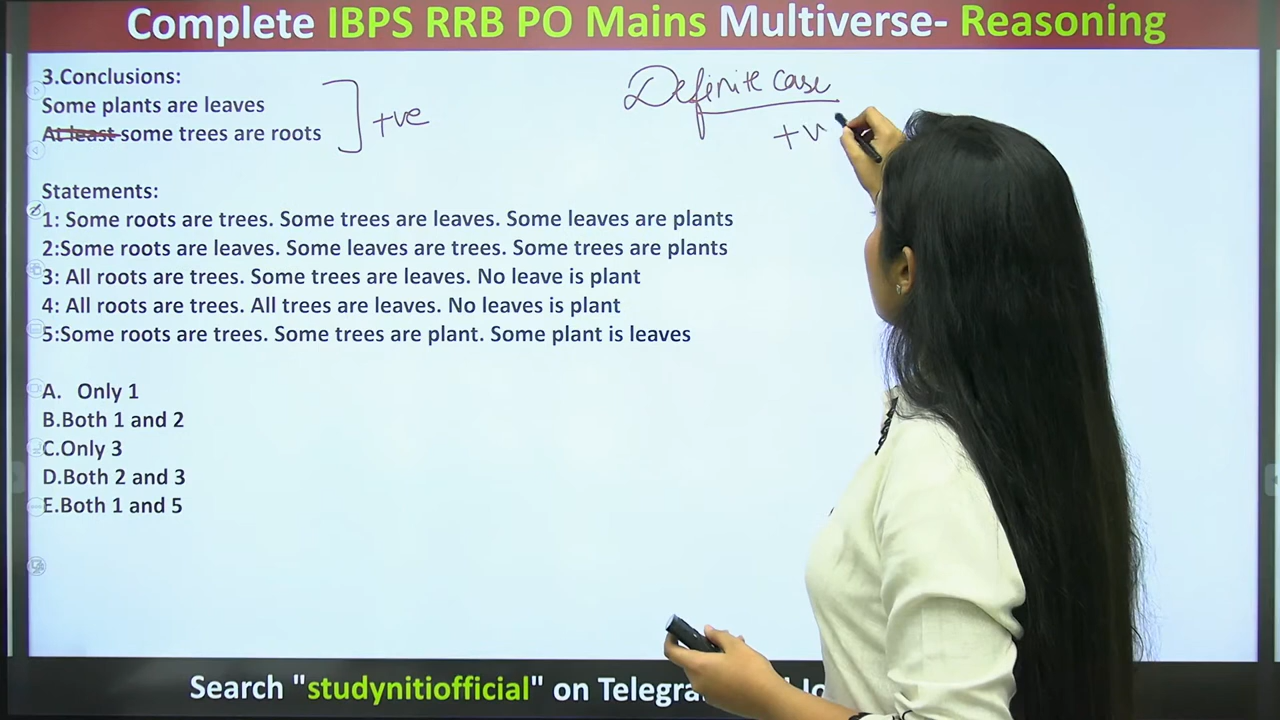 Complete IBPS RRB PO Mains Multiverse- Reasoning
3.Conclusions:
Some plants are leaves
At least some trees are roots
+ve
Definite case
+v
Statements:
1: Some roots are trees. Some trees are leaves. Some leaves are plants
2:Some roots are leaves. Some leaves are trees. Some trees are plants
3: All roots are trees. Some trees are leaves. No leave is plant
4: All roots are trees. All trees are leaves. No leaves is plant
5:Some roots are trees. Some trees are plant. Some plant is leaves
A. Only 1
B.Both 1 and 2
C.Only 3
D.Both 2 and 3
E.Both 1 and 5
Search "studynitiofficial" on Telegra